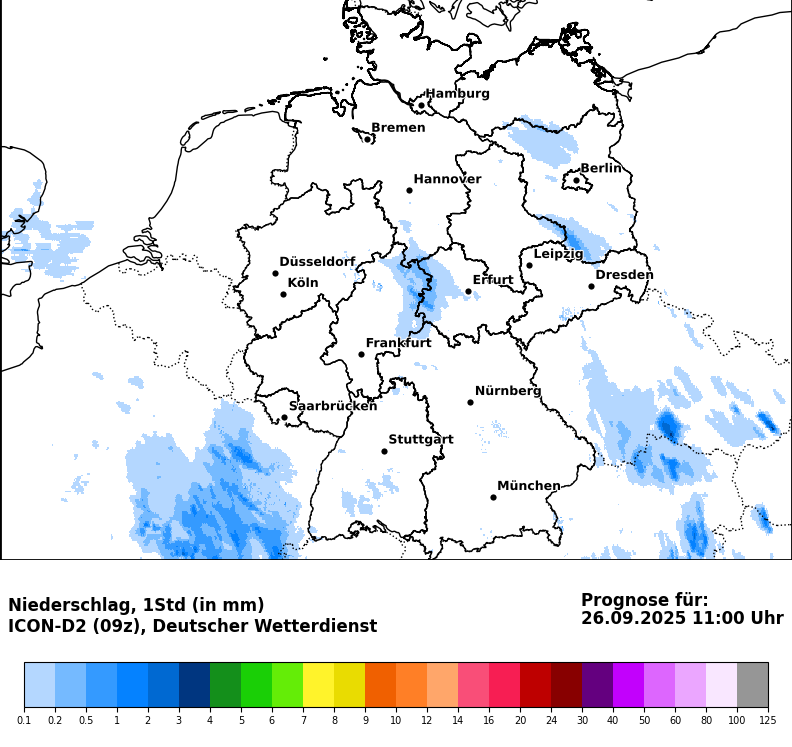 Hamburg
Bremen
Berlin
Hannover
Düsseldorf
Leipzig
Köln
Erfurt
Dresden
Frankfurt
Nürnberg
Saarbrücken
Stuttgart
München
Niederschlag, 1Std (in mm)
ICON-D2 (09z), Deutscher Wetterdienst
Prognose für:
26.09.2025 11:00 Uhr
0.1 0.2 0.5 1 2 3 4 5 6 7 8 9 10 12 14 16 20 24 30 40 50 60 80 100 125